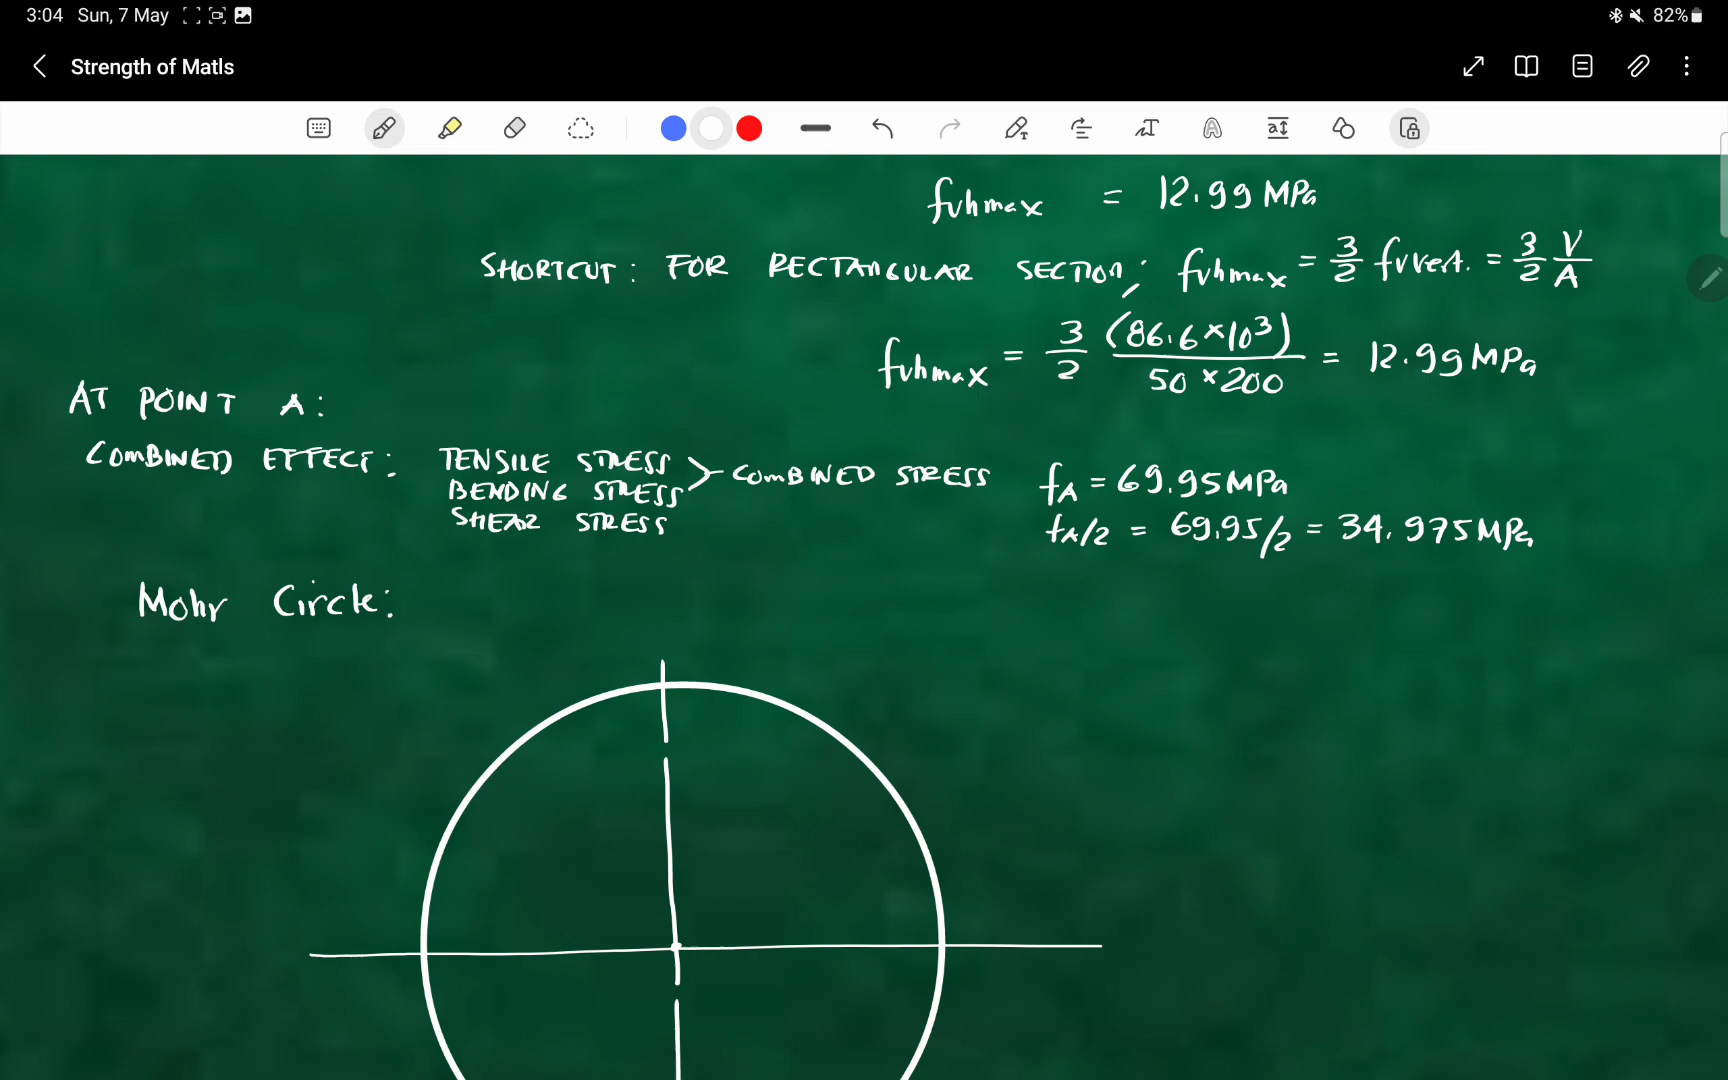 3:04 Sun, 7 May 82%
Strength of Matls
fvhmax = 12.99 MPa
SHORTCUT: FOR RECTANGULAR SECTION; fvhmax = 3/2 fvvert. = 3/2 V/A
fvhmax = 3/2 (86.6×10³)/(50×200) = 12.99 MPa
AT POINT A:
COMBINED EFFECT: TENSILE STRESS
BENDING STRESS > COMBINED STRESS fA = 69.95 MPa
SHEAR STRESS fA/2 = 69.95/2 = 34.975 MPa
Mohr Circle: